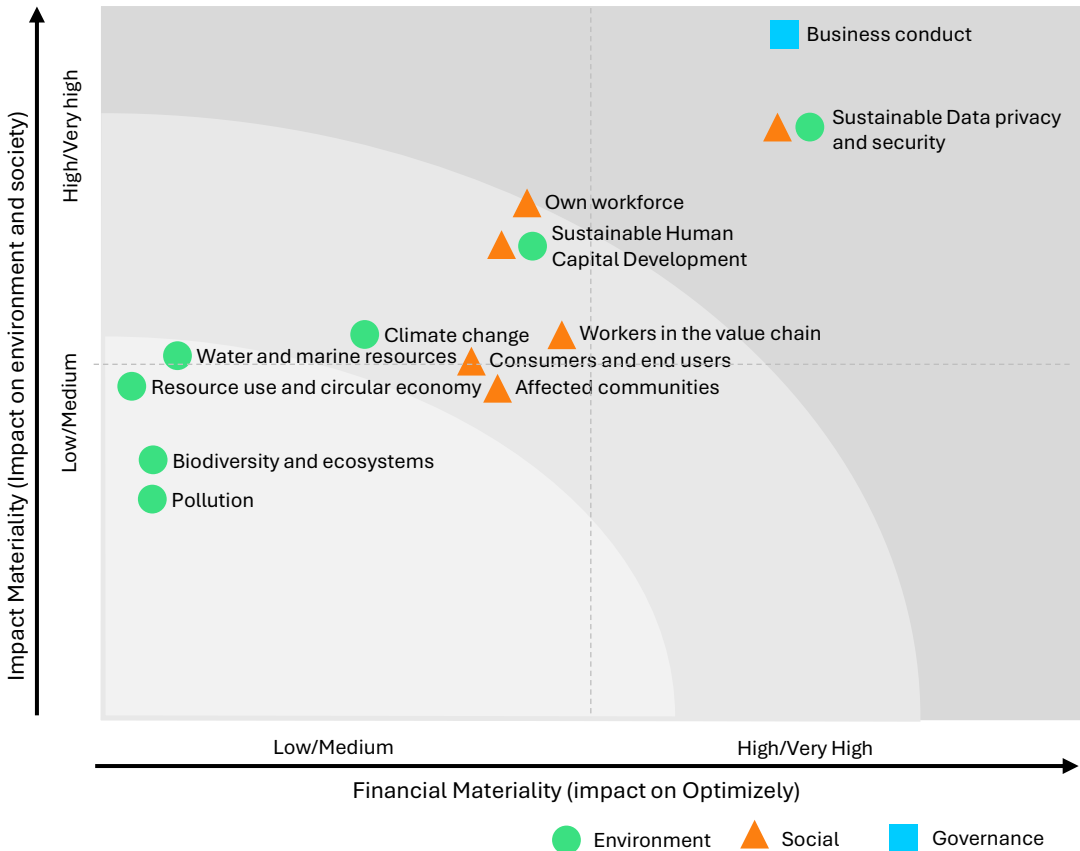 Business conduct
Sustainable Data privacy
and security
Own workforce
Sustainable Human
Capital Development
Climate change
Workers in the value chain
Water and marine resources
Consumers and end users
Resource use and circular economy
Affected communities
Biodiversity and ecosystems
Pollution
Impact Materiality (Impact on environment and society)
High/Very high
Low/Medium
Low/Medium
High/Very High
Financial Materiality (impact on Optimizely)
Environment
Social
Governance